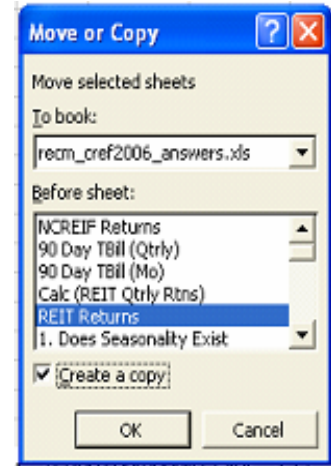 Move or Copy
Move selected sheets
To book:
recm_cref2006_answers.xls
Before sheet:
NCREIF Returns
90 Day TBill (Qtrly)
90 Day TBill (Mo)
Calc (REIT Qtrly Rtns)
REIT Returns
1. Does Seasonality Exist
Create a copy
OK Cancel